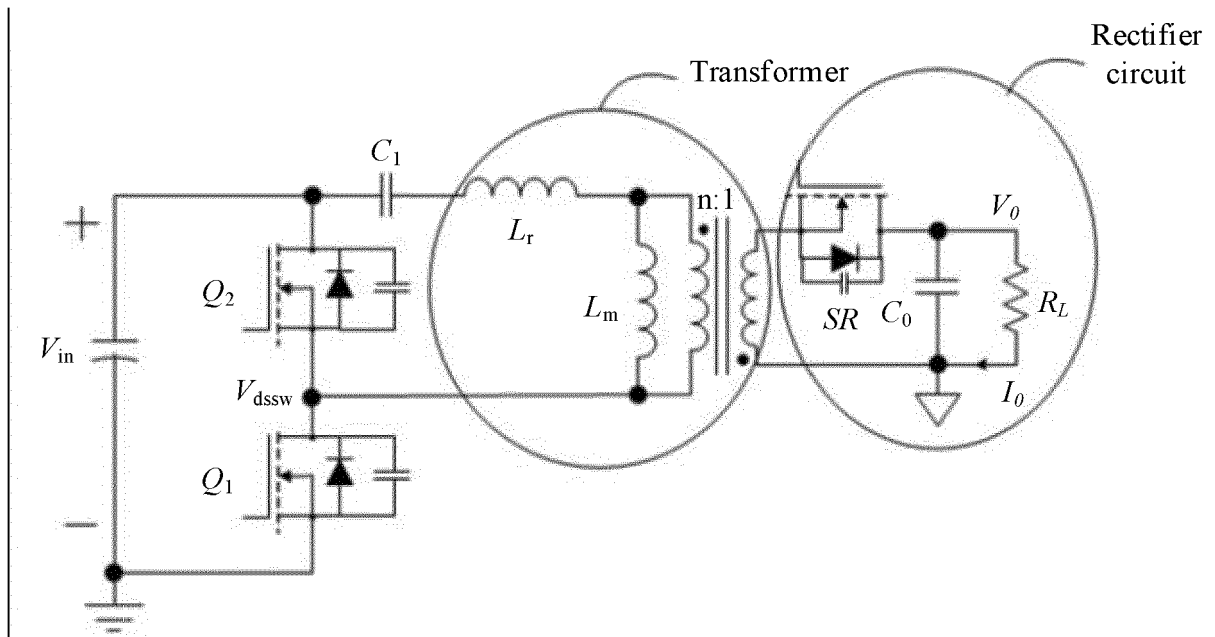 Rectifier
circuit
Transformer
C1
n:1
V0
+
Lr
Q2
Lm
SR
C0
RL
Vin
Vdssw
I0
Q1
−